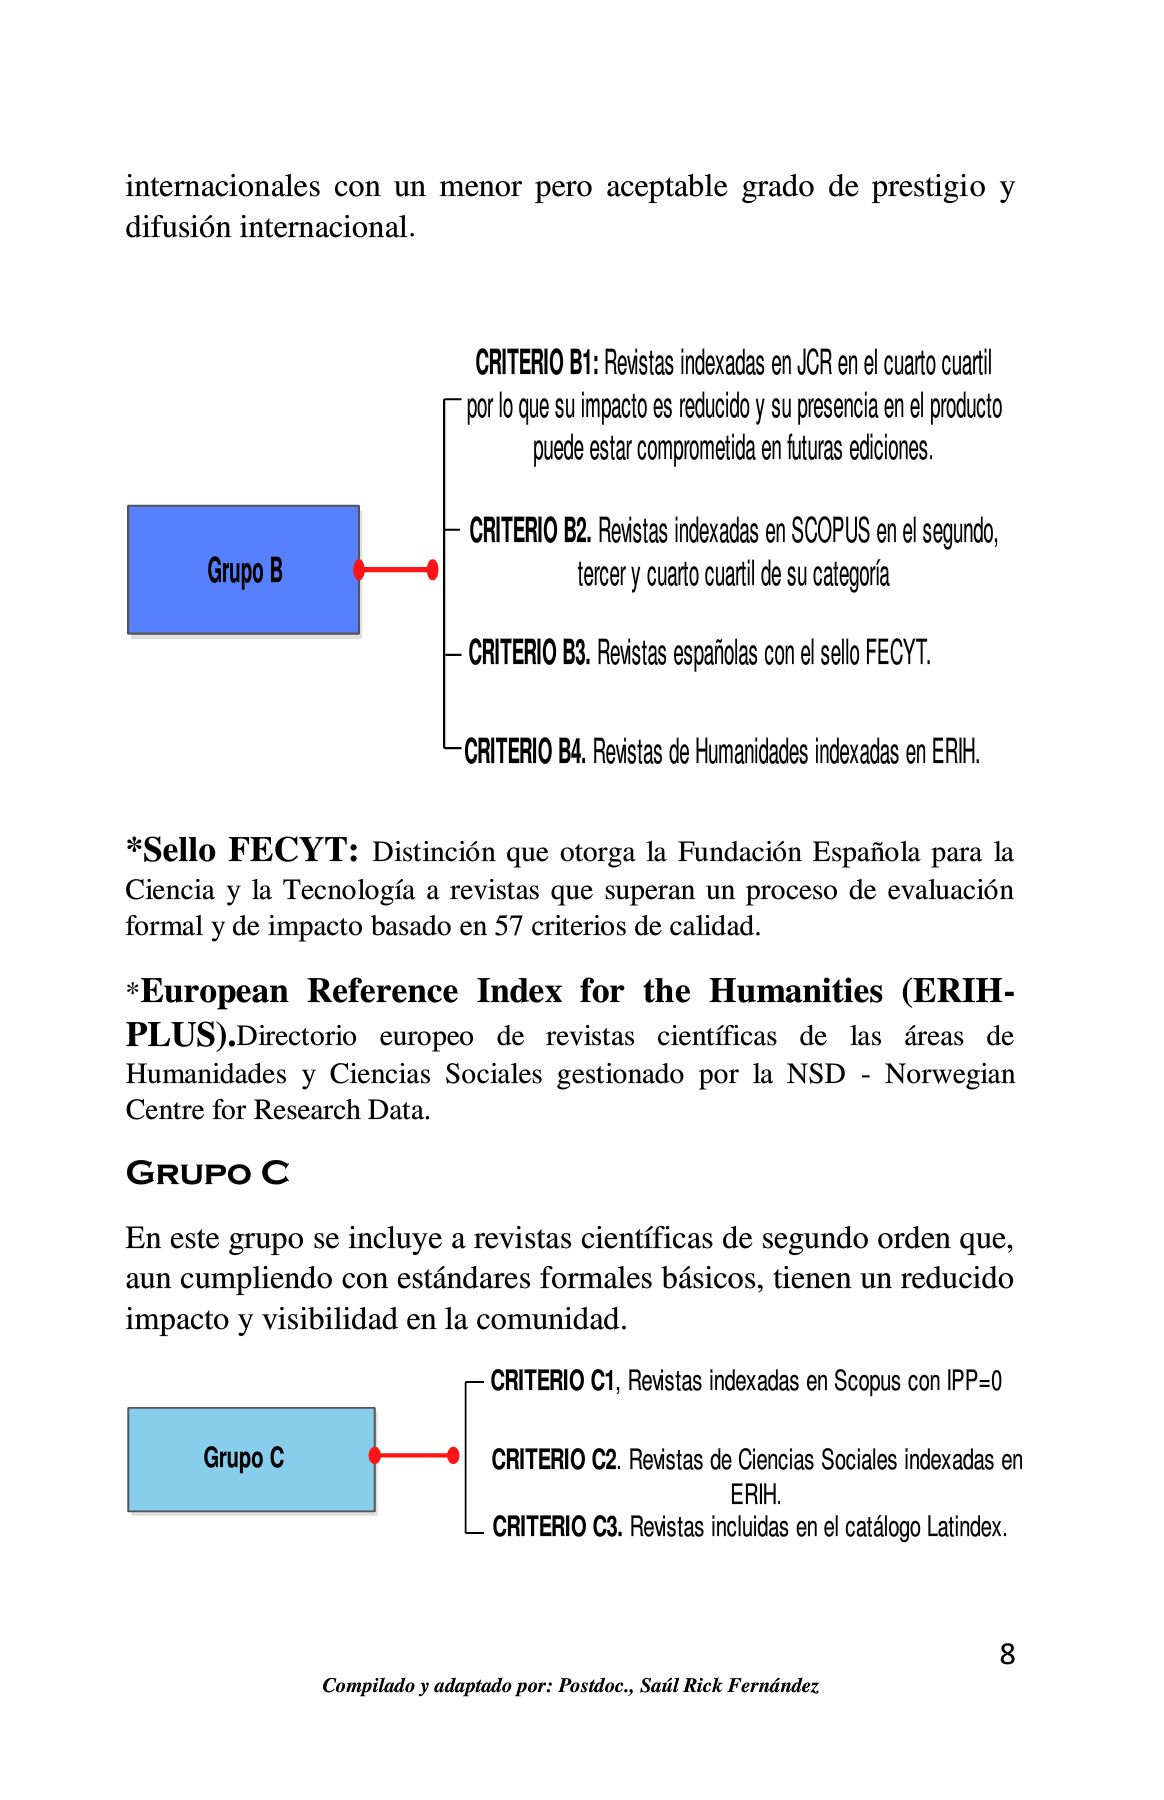 internacionales con un menor pero aceptable grado de prestigio y
difusión internacional.
CRITERIO B1: Revistas indexadas en JCR en el cuarto cuartil
por lo que su impacto es reducido y su presencia en el producto
puede estar comprometida en futuras ediciones.
Grupo B
CRITERIO B2. Revistas indexadas en SCOPUS en el segundo,
tercer y cuarto cuartil de su categoría
CRITERIO B3. Revistas españolas con el sello FECYT.
CRITERIO B4. Revistas de Humanidades indexadas en ERIH.
*Sello FECYT: Distinción que otorga la Fundación Española para la
Ciencia y la Tecnología a revistas que superan un proceso de evaluación
formal y de impacto basado en 57 criterios de calidad.
*European Reference Index for the Humanities (ERIH-
PLUS).Directorio europeo de revistas científicas de las áreas de
Humanidades y Ciencias Sociales gestionado por la NSD - Norwegian
Centre for Research Data.
Grupo C
En este grupo se incluye a revistas científicas de segundo orden que,
aun cumpliendo con estándares formales básicos, tienen un reducido
impacto y visibilidad en la comunidad.
CRITERIO C1, Revistas indexadas en Scopus con IPP=0
Grupo C
CRITERIO C2. Revistas de Ciencias Sociales indexadas en
ERIH.
CRITERIO C3. Revistas incluidas en el catálogo Latindex.
8
Compilado y adaptado por: Postdoc., Saúl Rick Fernández